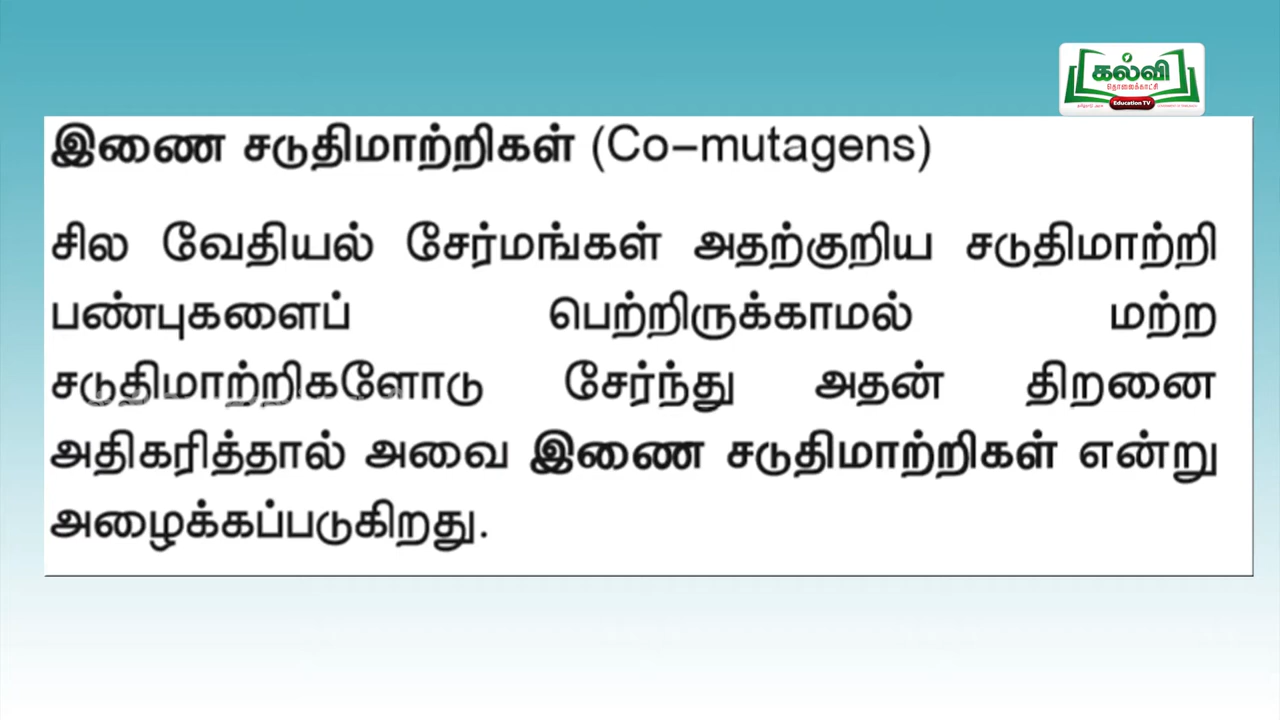 கல்வி
தொலைக்காட்சி
Education TV
இணை சடுதிமாற்றிகள் (Co–mutagens)
சில வேதியல் சேர்மங்கள் அதற்குறிய சடுதிமாற்றி
பண்புகளைப் பெற்றிருக்காமல் மற்ற
சடுதிமாற்றிகளோடு சேர்ந்து அதன் திறனை
அதிகரித்தால் அவை இணை சடுதிமாற்றிகள் என்று
அழைக்கப்படுகிறது.